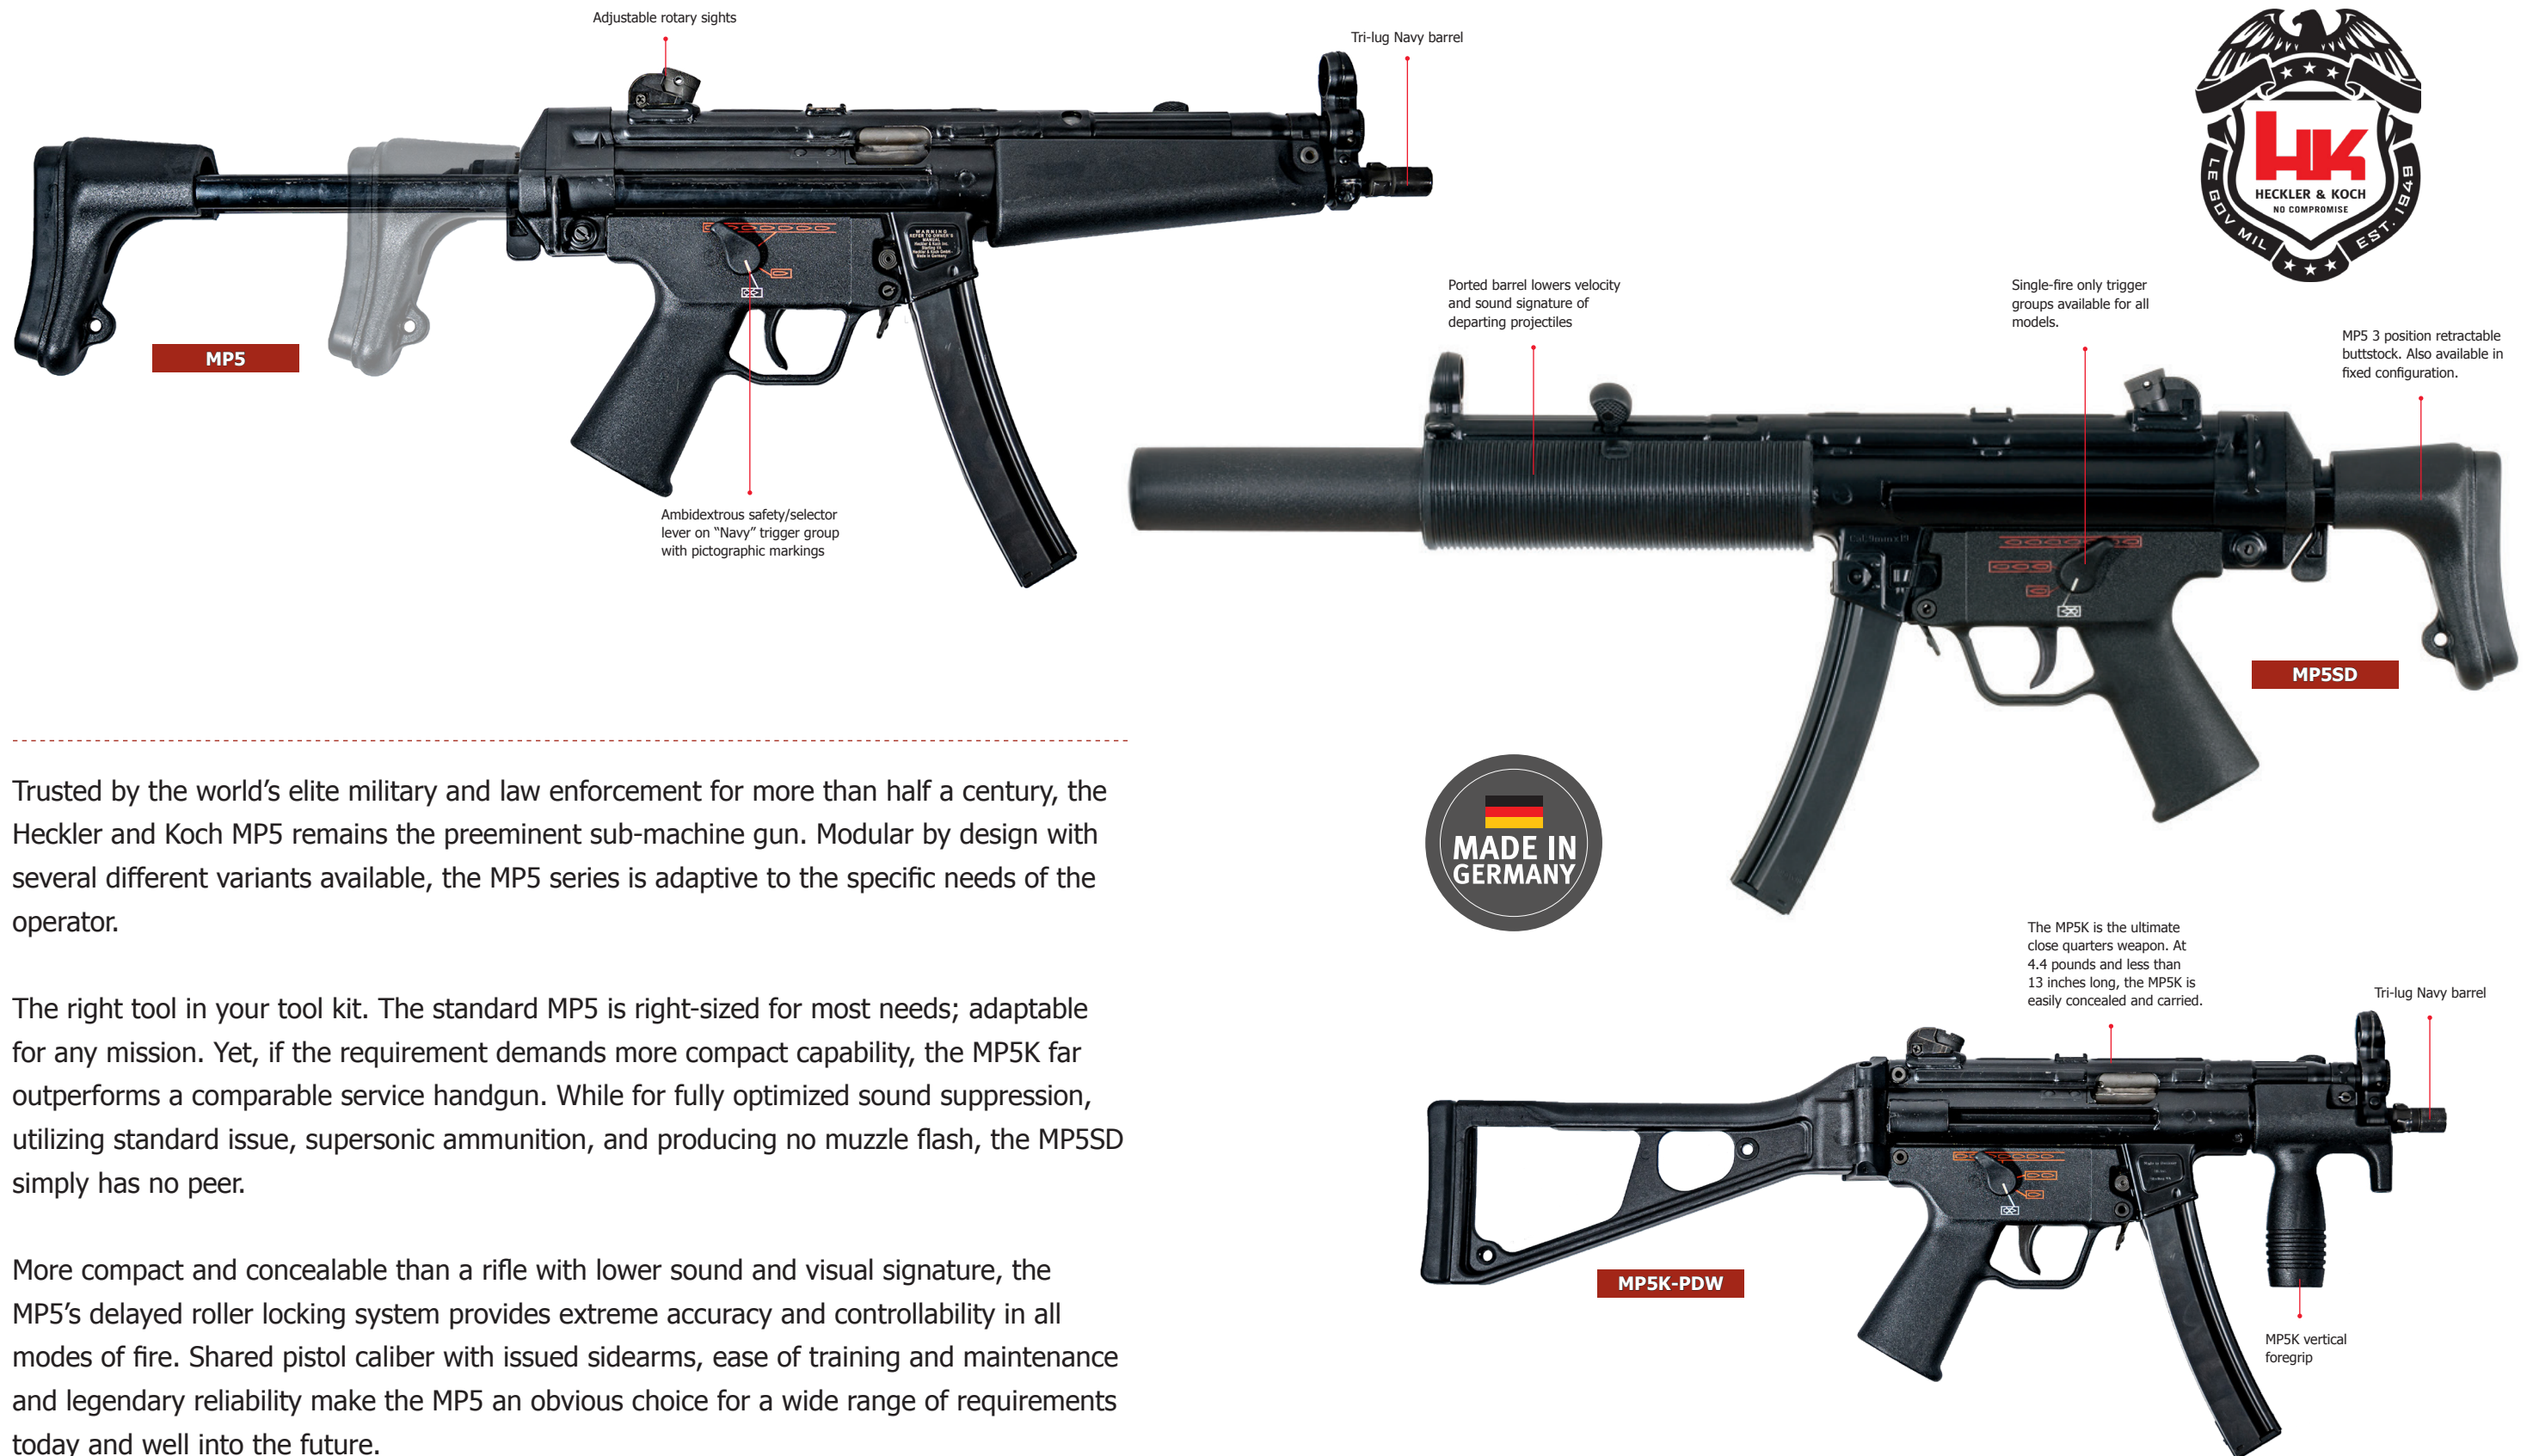 Adjustable rotary sights
Tri-lug Navy barrel
MP5
WARNING
REFER TO OWNER'S
MANUAL
Ambidextrous safety/selector
lever on “Navy” trigger group
with pictographic markings
LE GOV MIL
EST. 1949
HK
HECKLER & KOCH
NO COMPROMISE
Ported barrel lowers velocity
and sound signature of
departing projectiles
Single-fire only trigger
groups available for all
models.
MP5 3 position retractable
buttstock. Also available in
fixed configuration.
Cal. 9mm x 19
MP5SD
Trusted by the world’s elite military and law enforcement for more than half a century, the
Heckler and Koch MP5 remains the preeminent sub-machine gun. Modular by design with
several different variants available, the MP5 series is adaptive to the specific needs of the
operator.
The right tool in your tool kit. The standard MP5 is right-sized for most needs; adaptable
for any mission. Yet, if the requirement demands more compact capability, the MP5K far
outperforms a comparable service handgun. While for fully optimized sound suppression,
utilizing standard issue, supersonic ammunition, and producing no muzzle flash, the MP5SD
simply has no peer.
More compact and concealable than a rifle with lower sound and visual signature, the
MP5’s delayed roller locking system provides extreme accuracy and controllability in all
modes of fire. Shared pistol caliber with issued sidearms, ease of training and maintenance
and legendary reliability make the MP5 an obvious choice for a wide range of requirements
today and well into the future.
MADE IN
GERMANY
The MP5K is the ultimate
close quarters weapon. At
4.4 pounds and less than
13 inches long, the MP5K is
easily concealed and carried.
Tri-lug Navy barrel
MP5K-PDW
MP5K vertical
foregrip